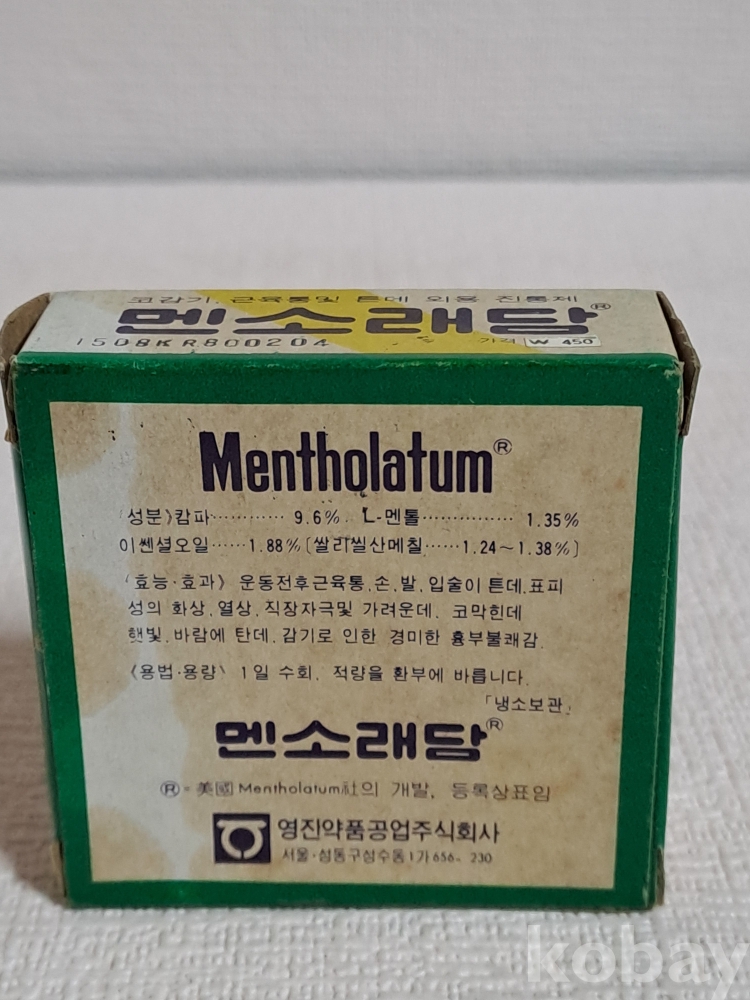 코감기, 근육통및 튼데 외용 진통제
멘소래담®
1508KR800204
가격 ₩ 450
Mentholatum®
〈성분〉캄파………… 9.6% L-멘톨………… 1.35%
이쎈셜오일……1.88% [쌀리씰산메칠……1.24~1.38%]
〈효능·효과〉 운동전후근육통, 손, 발, 입술이 튼데, 표피
성의 화상, 열상, 직장자극및 가려운데, 코막힌데
햇빛, 바람에 탄데, 감기로 인한 경미한 흉부불쾌감.
〈용법·용량〉 1일 수회, 적량을 환부에 바릅니다.
「냉소보관」
멘소래담®
®=美國 Mentholatum社의 개발, 등록상표임
영진약품공업주식회사
서울·성동구성수동1가 656- 230
kobay